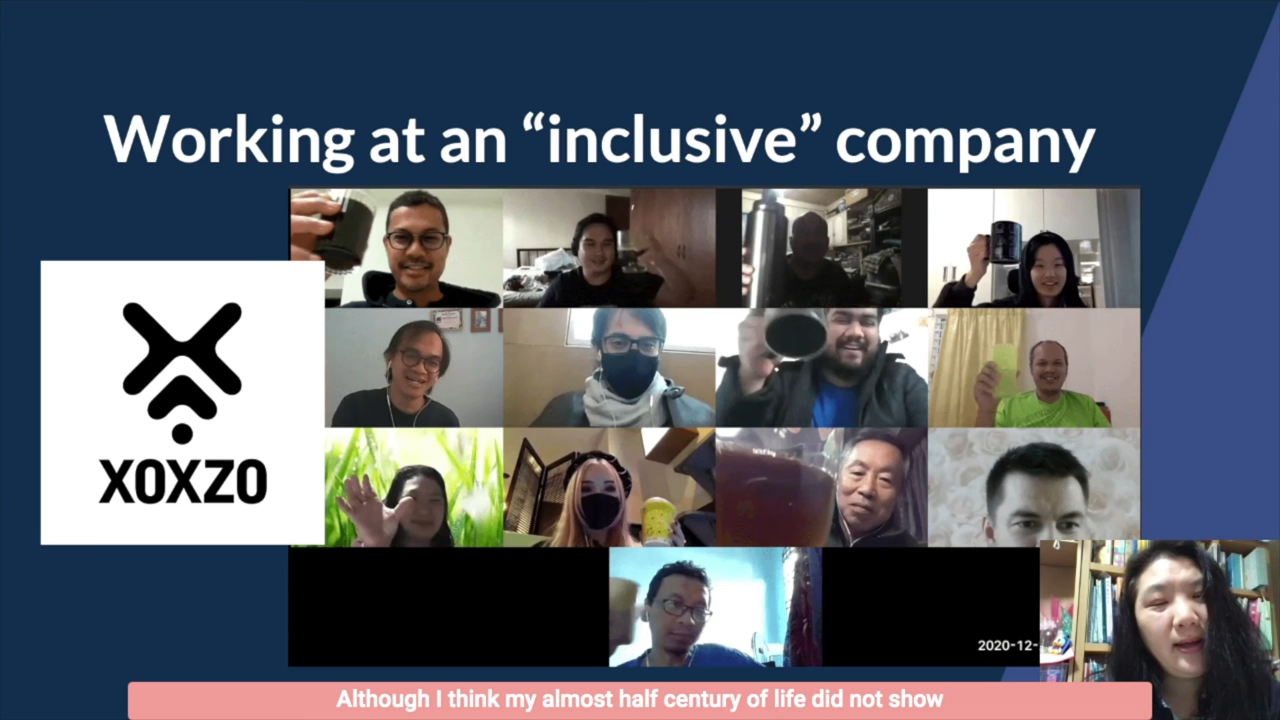 Working at an “inclusive” company
XOXZO
2020-12-
Although I think my almost half century of life did not show